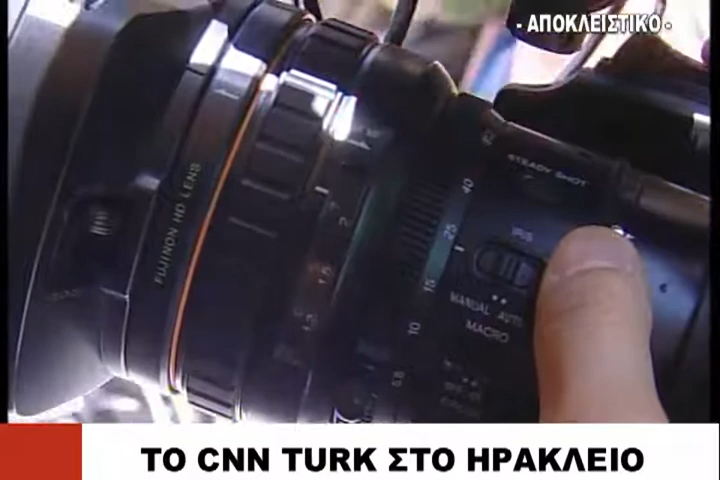 - ΑΠΟΚΛΕΙΣΤΙΚΟ -
FUJINON HD LENS
STEADY SHOT
IRIS
MANUAL AUTO
MACRO
40
25
15
10
ΤΟ CNN TURK ΣΤΟ ΗΡΑΚΛΕΙΟ